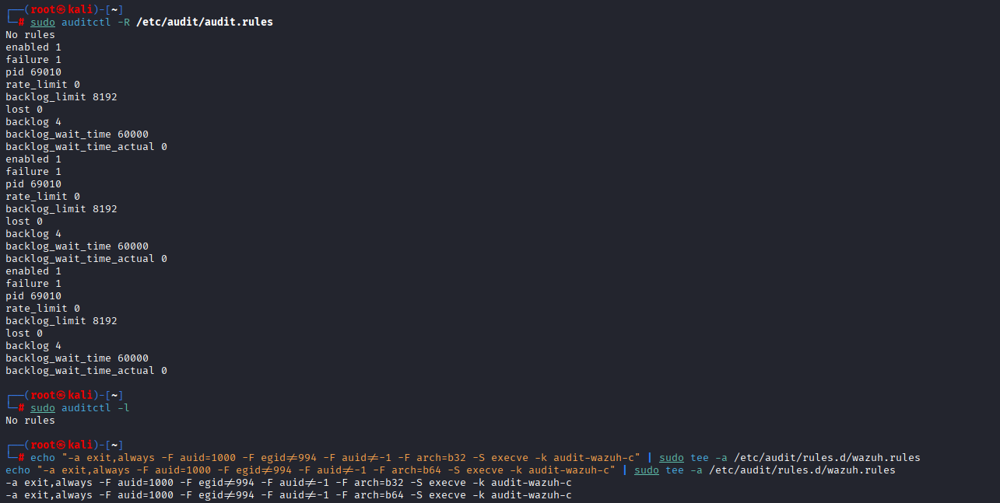 ┌──(root㉿kali)-[~]
└─# sudo auditctl -R /etc/audit/audit.rules
No rules
enabled 1
failure 1
pid 69010
rate_limit 0
backlog_limit 8192
lost 0
backlog 4
backlog_wait_time 60000
backlog_wait_time_actual 0
enabled 1
failure 1
pid 69010
rate_limit 0
backlog_limit 8192
lost 0
backlog 4
backlog_wait_time 60000
backlog_wait_time_actual 0
enabled 1
failure 1
pid 69010
rate_limit 0
backlog_limit 8192
lost 0
backlog 4
backlog_wait_time 60000
backlog_wait_time_actual 0
┌──(root㉿kali)-[~]
└─# sudo auditctl -l
No rules
┌──(root㉿kali)-[~]
└─# echo "-a exit,always -F auid=1000 -F egid!=994 -F auid!=-1 -F arch=b32 -S execve -k audit-wazuh-c" | sudo tee -a /etc/audit/rules.d/wazuh.rules
echo "-a exit,always -F auid=1000 -F egid!=994 -F auid!=-1 -F arch=b64 -S execve -k audit-wazuh-c" | sudo tee -a /etc/audit/rules.d/wazuh.rules
-a exit,always -F auid=1000 -F egid!=994 -F auid!=-1 -F arch=b32 -S execve -k audit-wazuh-c
-a exit,always -F auid=1000 -F egid!=994 -F auid!=-1 -F arch=b64 -S execve -k audit-wazuh-c